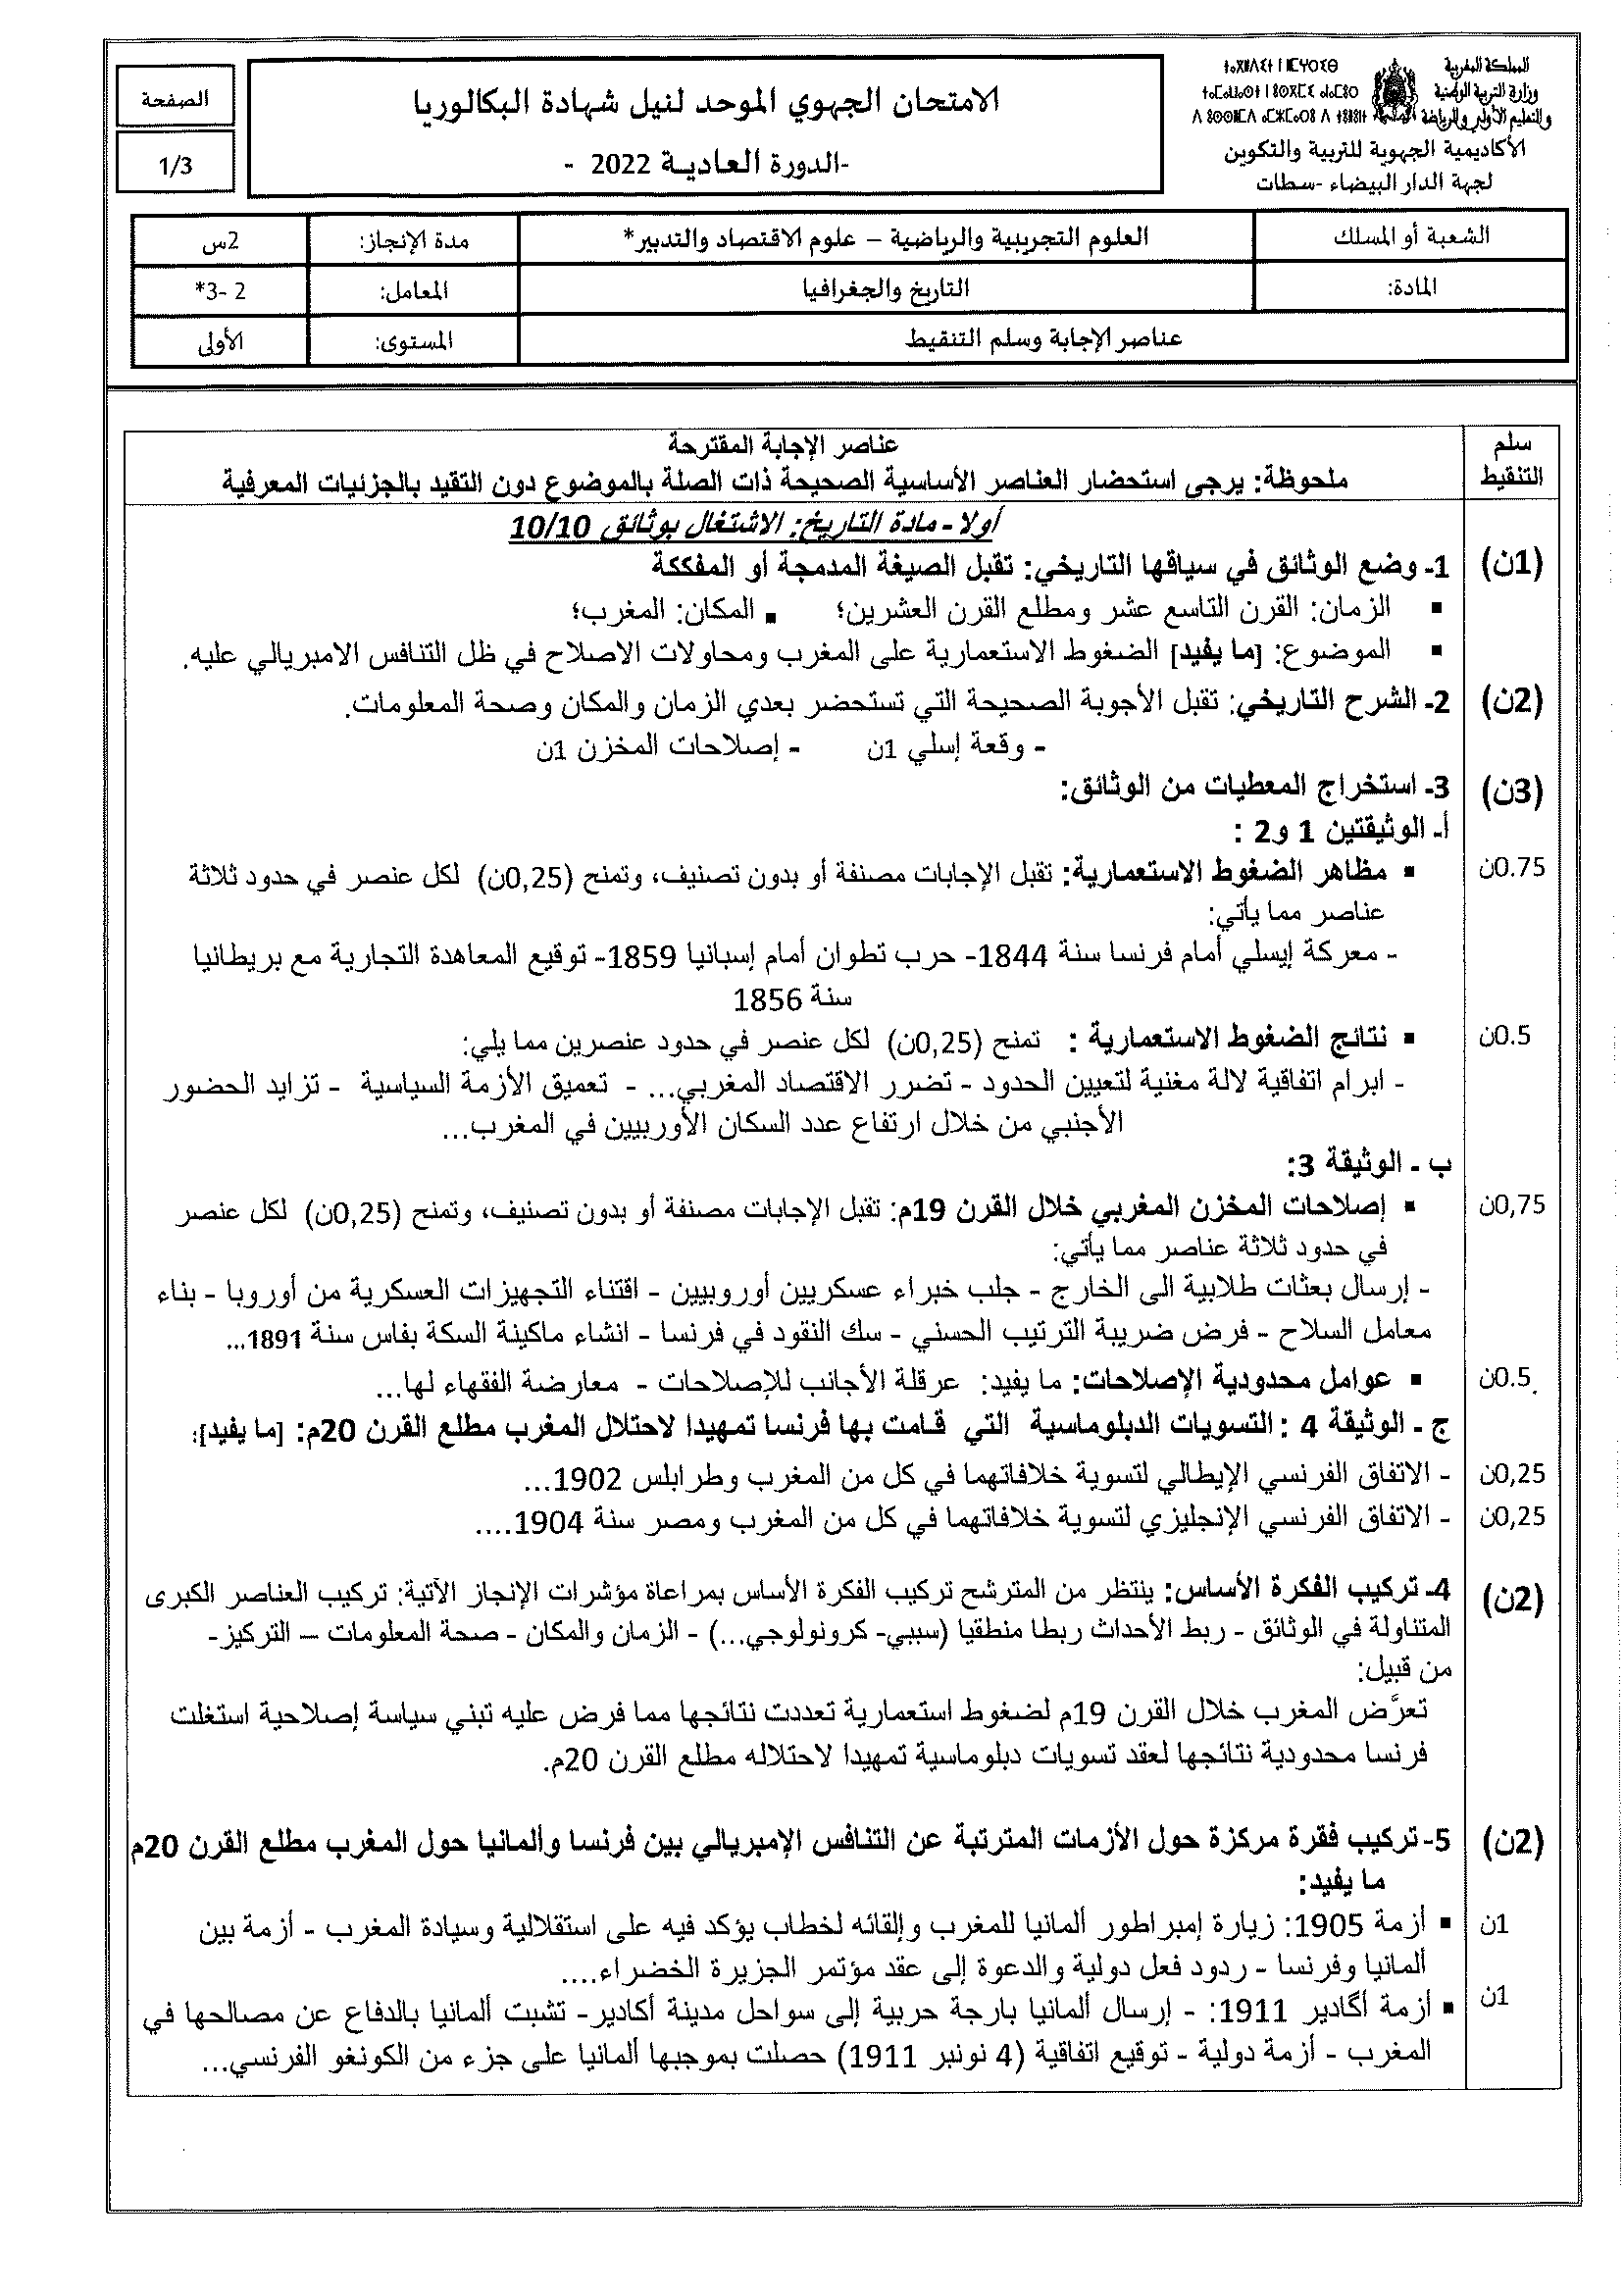 المملكة المغربية
وزارة التربية الوطنية
والتعليم الأولي والرياضة
ⵜⴰⴳⵍⴷⵉⵜ ⵏ ⵍⵎⵖⵔⵉⴱ
ⵜⴰⵎⴰⵡⴰⵙⵜ ⵏ ⵓⵙⴳⵎⵉ ⴰⵏⴰⵎⵓⵔ
الأكاديمية الجهوية للتربية والتكوين
لجهة الدار البيضاء -سطات
الامتحان الجهوي الموحد لنيل شهادة البكالوريا
-الدورة العادية 2022 -
الصفحة
1/3
الشعبة أو المسلك العلوم التجريبية والرياضية – علوم الاقتصاد والتدبير* مدة الإنجاز: 2س
المادة: التاريخ والجغرافيا المعامل: 2 -3*
عناصر الإجابة وسلم التنقيط المستوى: الأولى
سلم التنقيط
عناصر الإجابة المقترحة
ملحوظة: يرجى استحضار العناصر الأساسية الصحيحة ذات الصلة بالموضوع دون التقيد بالجزئيات المعرفية
أولا - مادة التاريخ: الاشتغال بوثائق 10/10
(1ن) 1- وضع الوثائق في سياقها التاريخي: تقبل الصيغة المدمجة أو المفككة
▪ الزمان: القرن التاسع عشر ومطلع القرن العشرين؛ ▪ المكان: المغرب؛
▪ الموضوع: [ما يفيد] الضغوط الاستعمارية على المغرب ومحاولات الاصلاح في ظل التنافس الامبريالي عليه.
(2ن) 2- الشرح التاريخي: تقبل الأجوبة الصحيحة التي تستحضر بعدي الزمان والمكان وصحة المعلومات.
- وقعة إسلي 1ن - إصلاحات المخزن 1ن
(3ن) 3- استخراج المعطيات من الوثائق:
أ- الوثيقتين 1 و2 :
0.75ن ▪ مظاهر الضغوط الاستعمارية: تقبل الإجابات مصنفة أو بدون تصنيف، وتمنح (0,25ن) لكل عنصر في حدود ثلاثة
عناصر مما يأتي:
- معركة إيسلي أمام فرنسا سنة 1844- حرب تطوان أمام إسبانيا 1859- توقيع المعاهدة التجارية مع بريطانيا
سنة 1856
0.5ن ▪ نتائج الضغوط الاستعمارية : تمنح (0,25ن) لكل عنصر في حدود عنصرين مما يلي:
- ابرام اتفاقية لالة مغنية لتعيين الحدود - تضرر الاقتصاد المغربي... - تعميق الأزمة السياسية - تزايد الحضور
الأجنبي من خلال ارتفاع عدد السكان الأوربيين في المغرب...
ب - الوثيقة 3:
0,75ن ▪ إصلاحات المخزن المغربي خلال القرن 19م: تقبل الإجابات مصنفة أو بدون تصنيف، وتمنح (0,25ن) لكل عنصر
في حدود ثلاثة عناصر مما يأتي:
- إرسال بعثات طلابية الى الخارج - جلب خبراء عسكريين أوروبيين - اقتناء التجهيزات العسكرية من أوروبا - بناء
معامل السلاح - فرض ضريبة الترتيب الحسني - سك النقود في فرنسا - انشاء ماكينة السكة بفاس سنة 1891...
0.5ن ▪ عوامل محدودية الإصلاحات: ما يفيد: عرقلة الأجانب للإصلاحات - معارضة الفقهاء لها...
ج - الوثيقة 4 : التسويات الدبلوماسية التي قامت بها فرنسا تمهيدا لاحتلال المغرب مطلع القرن 20م: [ما يفيد]:
0,25ن - الاتفاق الفرنسي الإيطالي لتسوية خلافاتهما في كل من المغرب وطرابلس 1902...
0,25ن - الاتفاق الفرنسي الإنجليزي لتسوية خلافاتهما في كل من المغرب ومصر سنة 1904....
(2ن) 4- تركيب الفكرة الأساس: ينتظر من المترشح تركيب الفكرة الأساس بمراعاة مؤشرات الإنجاز الآتية: تركيب العناصر الكبرى
المتناولة في الوثائق - ربط الأحداث ربطا منطقيا (سببي- كرونولوجي...) - الزمان والمكان - صحة المعلومات – التركيز-
من قبيل:
تعرَّض المغرب خلال القرن 19م لضغوط استعمارية تعددت نتائجها مما فرض عليه تبني سياسة إصلاحية استغلت
فرنسا محدودية نتائجها لعقد تسويات دبلوماسية تمهيدا لاحتلاله مطلع القرن 20م.
(2ن) 5- تركيب فقرة مركزة حول الأزمات المترتبة عن التنافس الإمبريالي بين فرنسا وألمانيا حول المغرب مطلع القرن 20م
ما يفيد:
1ن ▪ أزمة 1905: زيارة إمبراطور ألمانيا للمغرب وإلقائه لخطاب يؤكد فيه على استقلالية وسيادة المغرب - أزمة بين
ألمانيا وفرنسا - ردود فعل دولية والدعوة إلى عقد مؤتمر الجزيرة الخضراء....
1ن ▪ أزمة أگادير 1911: - إرسال ألمانيا بارجة حربية إلى سواحل مدينة أكادير- تشبت ألمانيا بالدفاع عن مصالحها في
المغرب - أزمة دولية - توقيع اتفاقية (4 نونبر 1911) حصلت بموجبها ألمانيا على جزء من الكونغو الفرنسي...